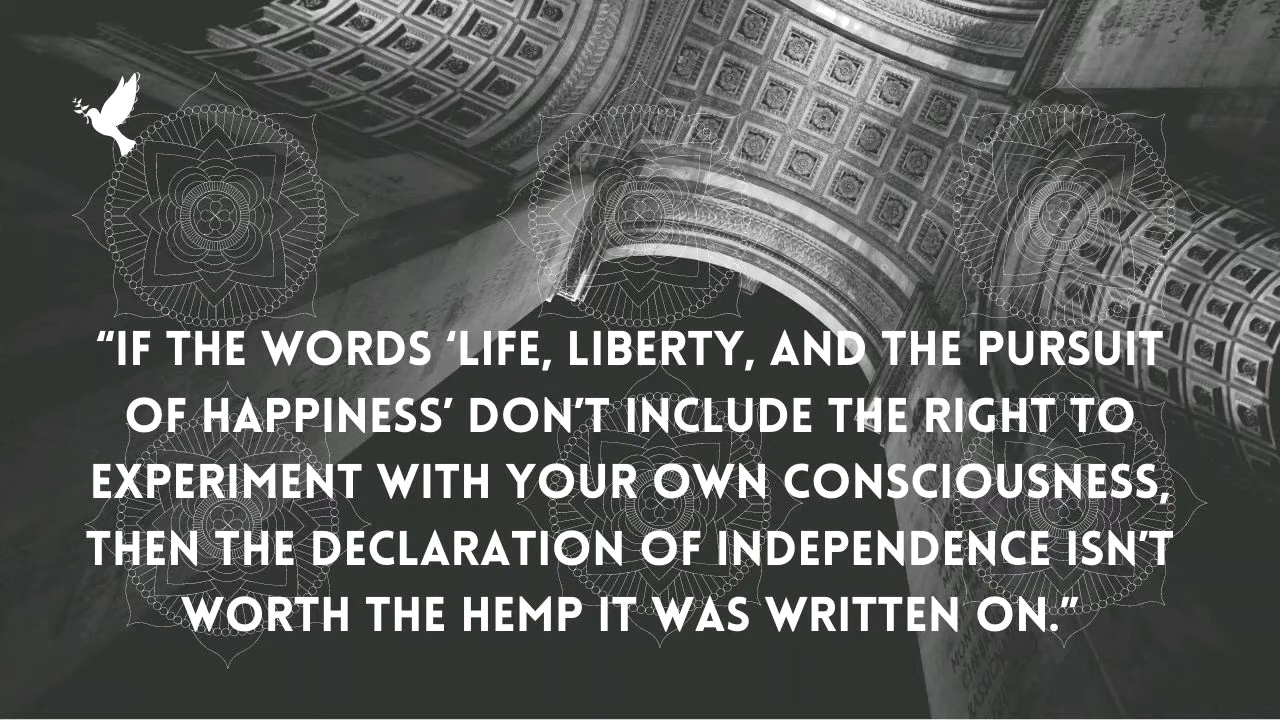 “IF THE WORDS ‘LIFE, LIBERTY, AND THE PURSUIT
OF HAPPINESS’ DON’T INCLUDE THE RIGHT TO
EXPERIMENT WITH YOUR OWN CONSCIOUSNESS,
THEN THE DECLARATION OF INDEPENDENCE ISN’T
WORTH THE HEMP IT WAS WRITTEN ON.”